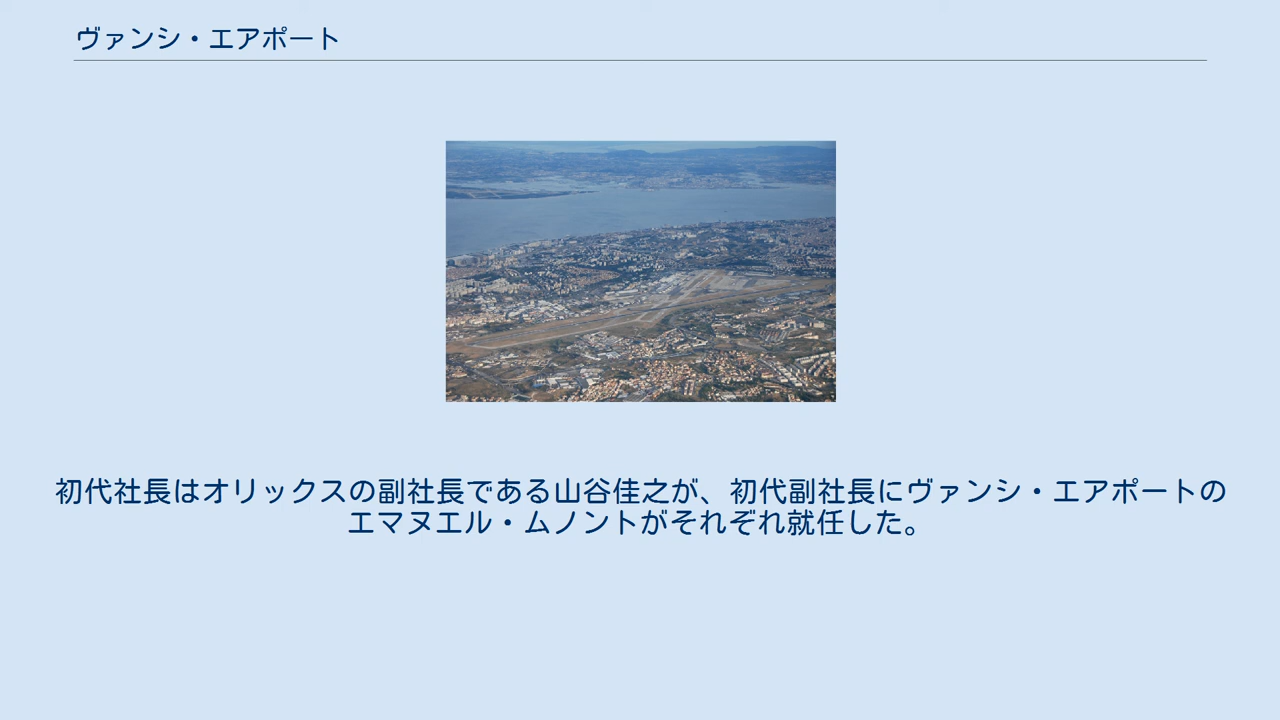 ヴァンシ・エアポート
初代社長はオリックスの副社長である山谷佳之が、初代副社長にヴァンシ・エアポートの
エマヌエル・ムノントがそれぞれ就任した。